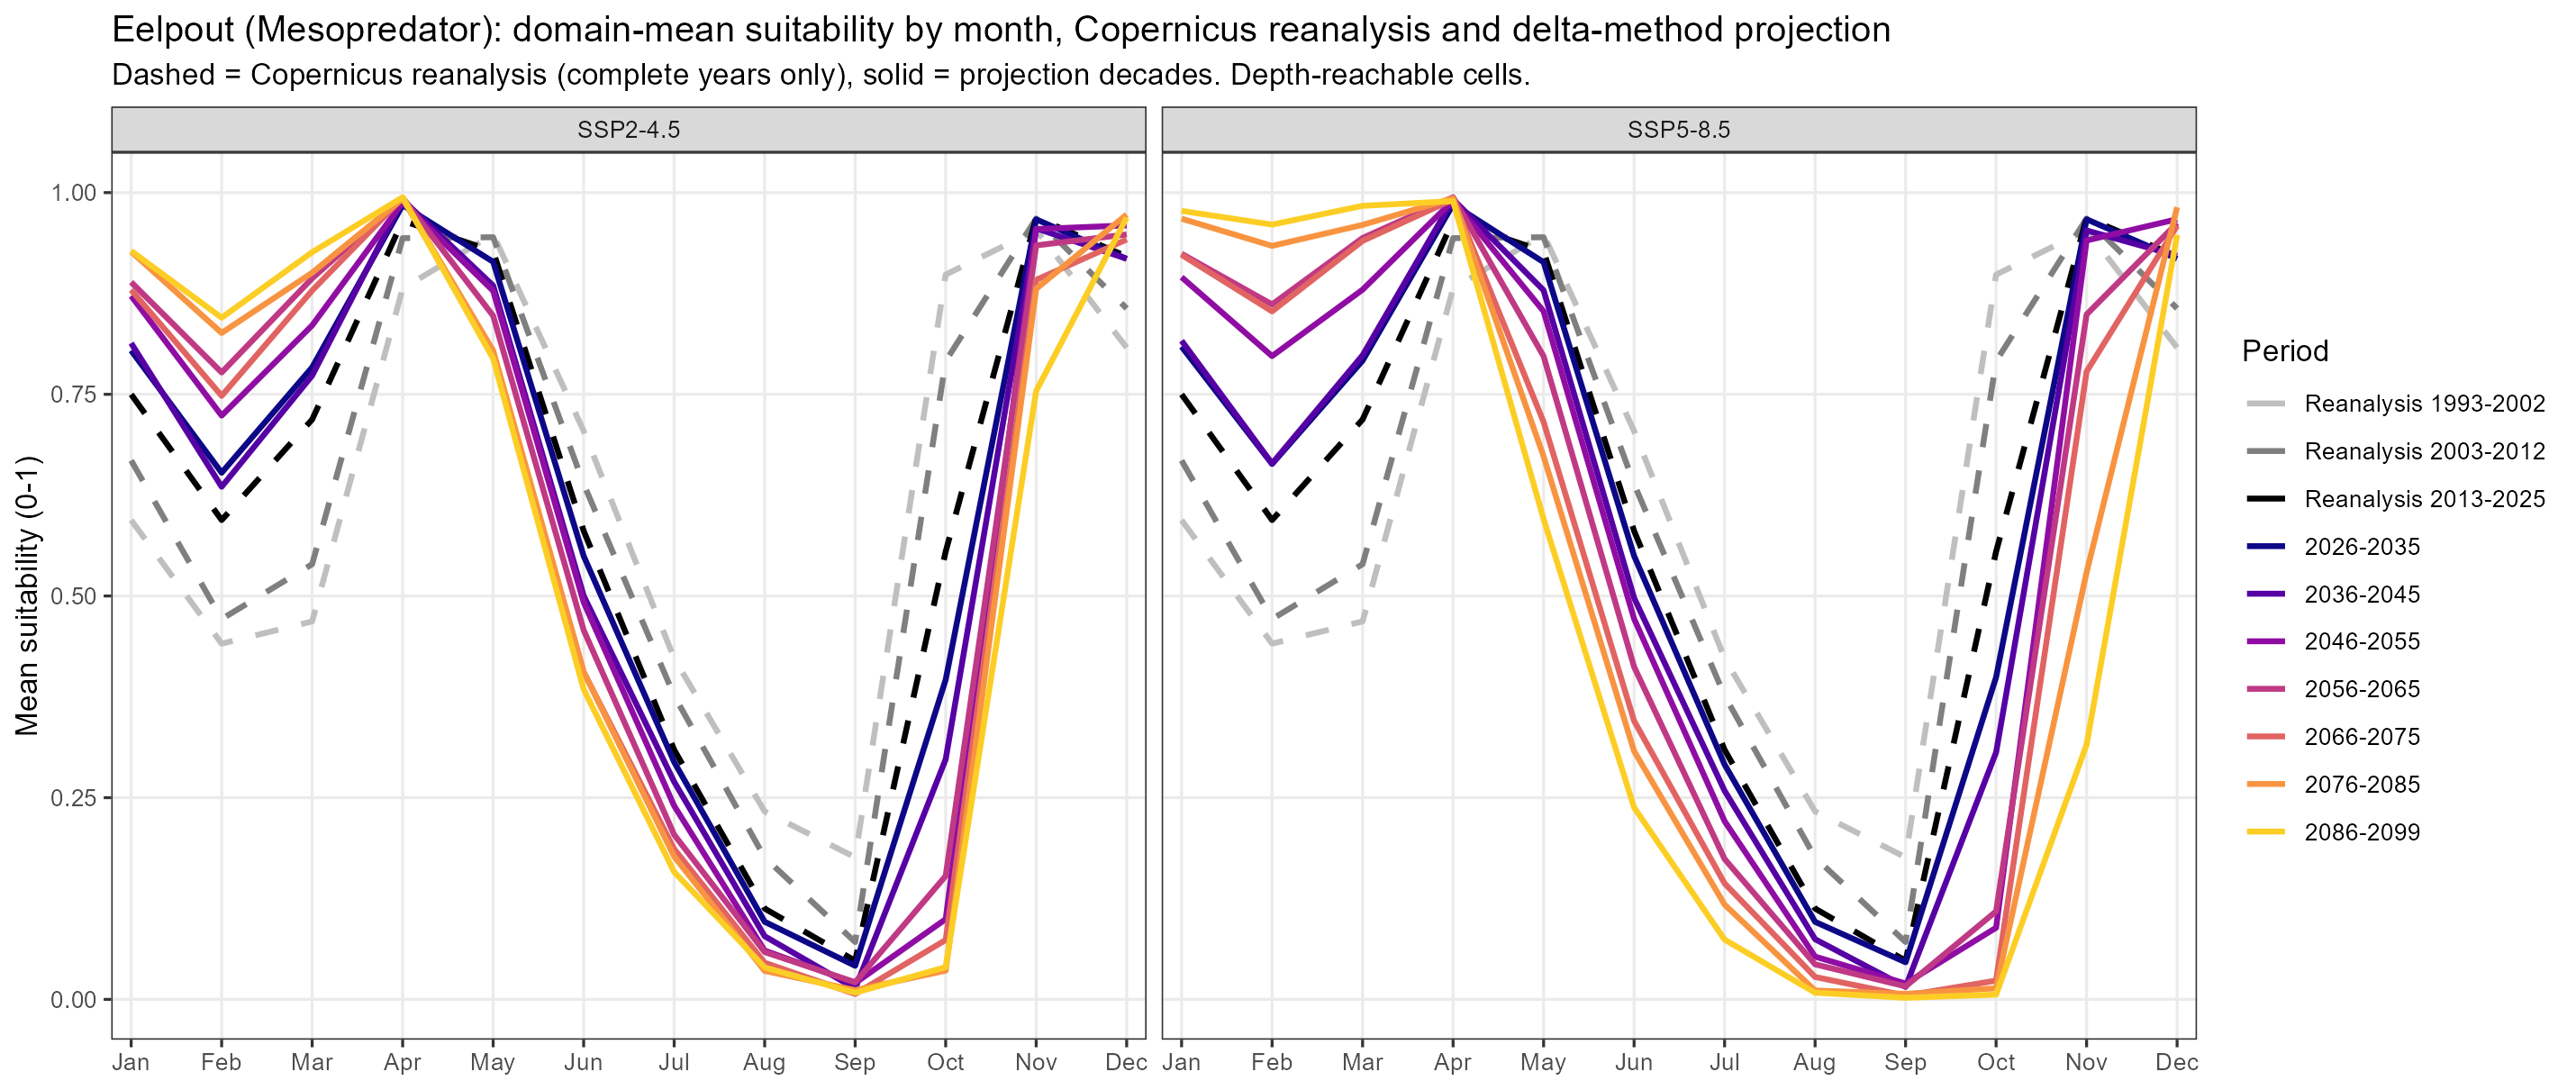 Eelpout (Mesopredator): domain-mean suitability by month, Copernicus reanalysis and delta-method projection
Dashed = Copernicus reanalysis (complete years only), solid = projection decades. Depth-reachable cells.
SSP2-4.5
SSP5-8.5
Mean suitability (0-1)
1.00
0.75
0.50
0.25
0.00
Jan Feb Mar Apr May Jun Jul Aug Sep Oct Nov Dec
Jan Feb Mar Apr May Jun Jul Aug Sep Oct Nov Dec
Period
Reanalysis 1993-2002
Reanalysis 2003-2012
Reanalysis 2013-2025
2026-2035
2036-2045
2046-2055
2056-2065
2066-2075
2076-2085
2086-2099